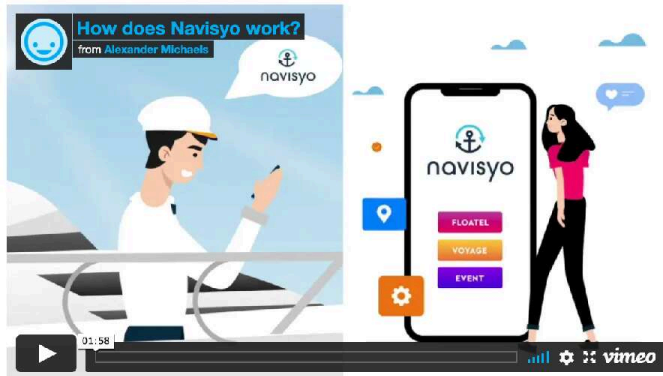 How does Navisyo work?
from Alexander Michaels
navisyo
navisyo
FLOATEL
VOYAGE
EVENT
01:58
vimeo